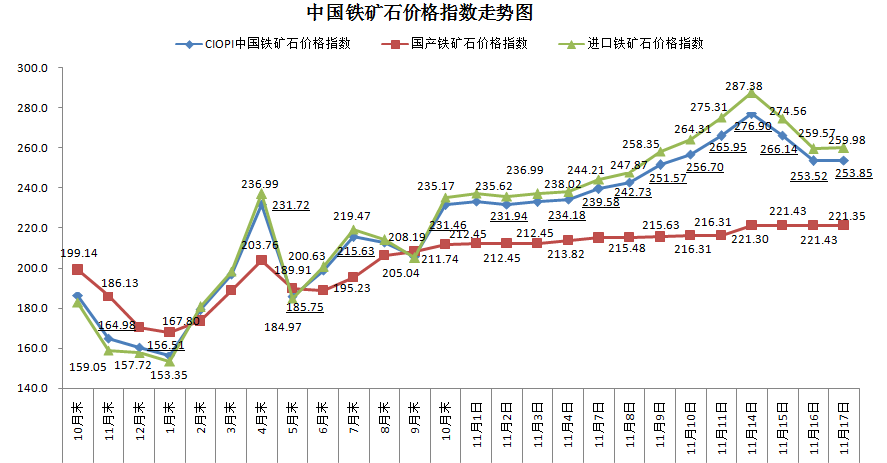 中国铁矿石价格指数走势图
CIOPI中国铁矿石价格指数 国产铁矿石价格指数 进口铁矿石价格指数
300.0
280.0
260.0
240.0
220.0
200.0
180.0
160.0
140.0
199.14
186.13
164.98
167.80
156.51
159.05
157.72
153.35
236.99
231.72
203.76
189.91
185.75
184.97
200.63
219.47
215.63
195.23
208.19
205.04
211.74
235.17
231.46
212.45
235.62
231.94
212.45
236.99
212.45
238.02
234.18
213.82
244.21
239.58
247.87
242.73
215.48
258.35
251.57
215.63
264.31
256.70
216.31
275.31
265.95
216.31
287.38
276.90
221.30
274.56
266.14
221.43
259.57
253.52
221.43
259.98
253.85
221.35
10月末
11月末
12月末
1月末
2月末
3月末
4月末
5月末
6月末
7月末
8月末
9月末
10月末
11月1日
11月2日
11月3日
11月4日
11月7日
11月8日
11月9日
11月10日
11月11日
11月14日
11月15日
11月16日
11月17日